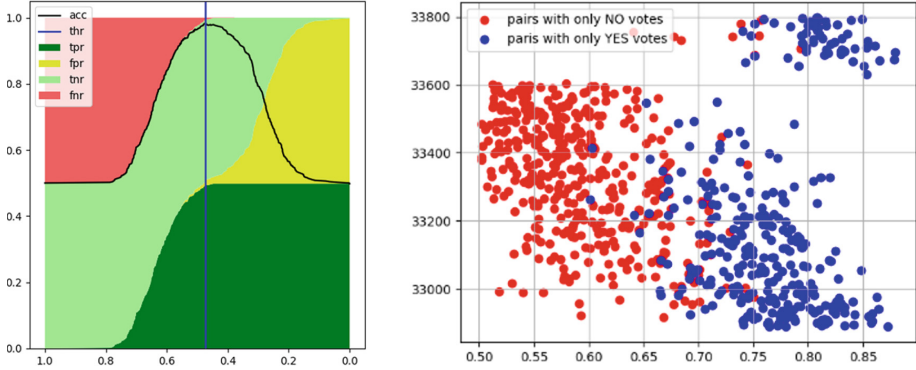 acc
thr
tpr
fpr
tnr
fnr
1.0
0.8
0.6
0.4
0.2
0.0
1.0 0.8 0.6 0.4 0.2 0.0
pairs with only NO votes
paris with only YES votes
33800
33600
33400
33200
33000
0.50 0.55 0.60 0.65 0.70 0.75 0.80 0.85